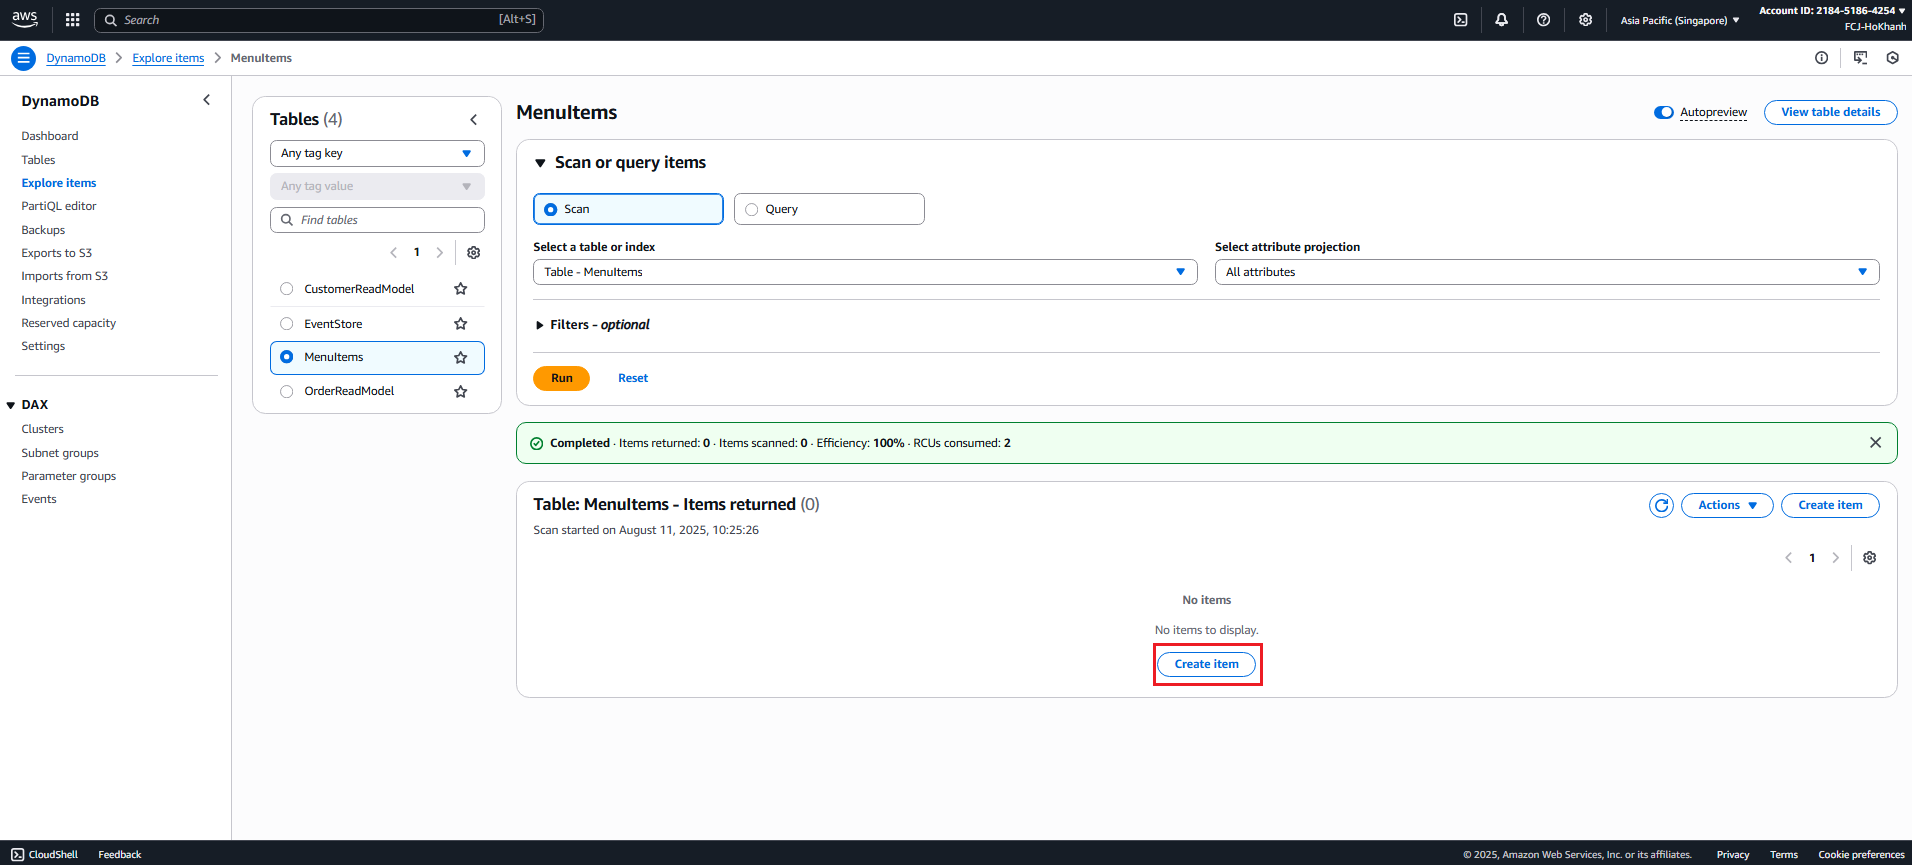 aws
Search
[Alt+S]
Asia Pacific (Singapore)
Account ID: 2184-5186-4254
FCJ-HoKhanh
DynamoDB
Explore items
MenuItems
DynamoDB
Dashboard
Tables
Explore items
PartiQL editor
Backups
Exports to S3
Imports from S3
Integrations
Reserved capacity
Settings
DAX
Clusters
Subnet groups
Parameter groups
Events
Tables (4)
Any tag key
Any tag value
Find tables
1
CustomerReadModel
EventStore
MenuItems
OrderReadModel
MenuItems
Autopreview
View table details
Scan or query items
Scan
Query
Select a table or index
Select attribute projection
Table - MenuItems
All attributes
Filters - optional
Run
Reset
Completed · Items returned: 0 · Items scanned: 0 · Efficiency: 100% · RCUs consumed: 2
Table: MenuItems - Items returned (0)
Scan started on August 11, 2025, 10:25:26
Actions
Create item
1
No items
No items to display.
Create item
CloudShell
Feedback
© 2025, Amazon Web Services, Inc. or its affiliates.
Privacy
Terms
Cookie preferences